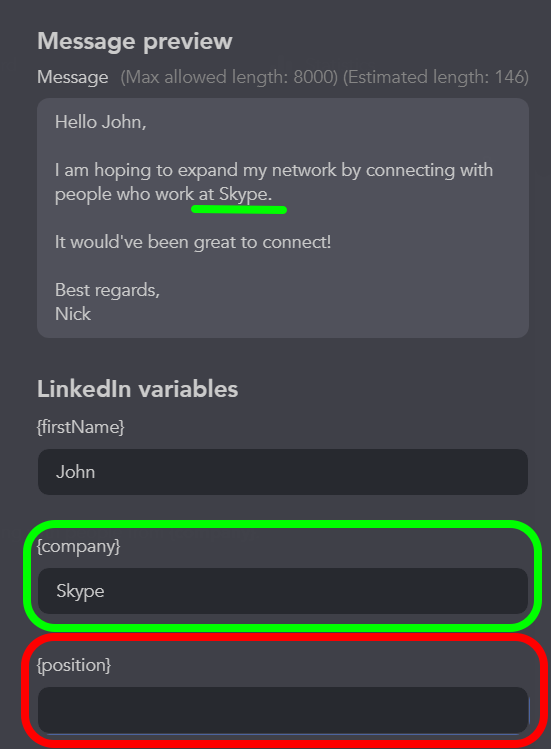 Message preview
Message (Max allowed length: 8000) (Estimated length: 146)
Hello John,
I am hoping to expand my network by connecting with
people who work at Skype.
It would've been great to connect!
Best regards,
Nick
LinkedIn variables
{firstName}
John
{company}
Skype
{position}